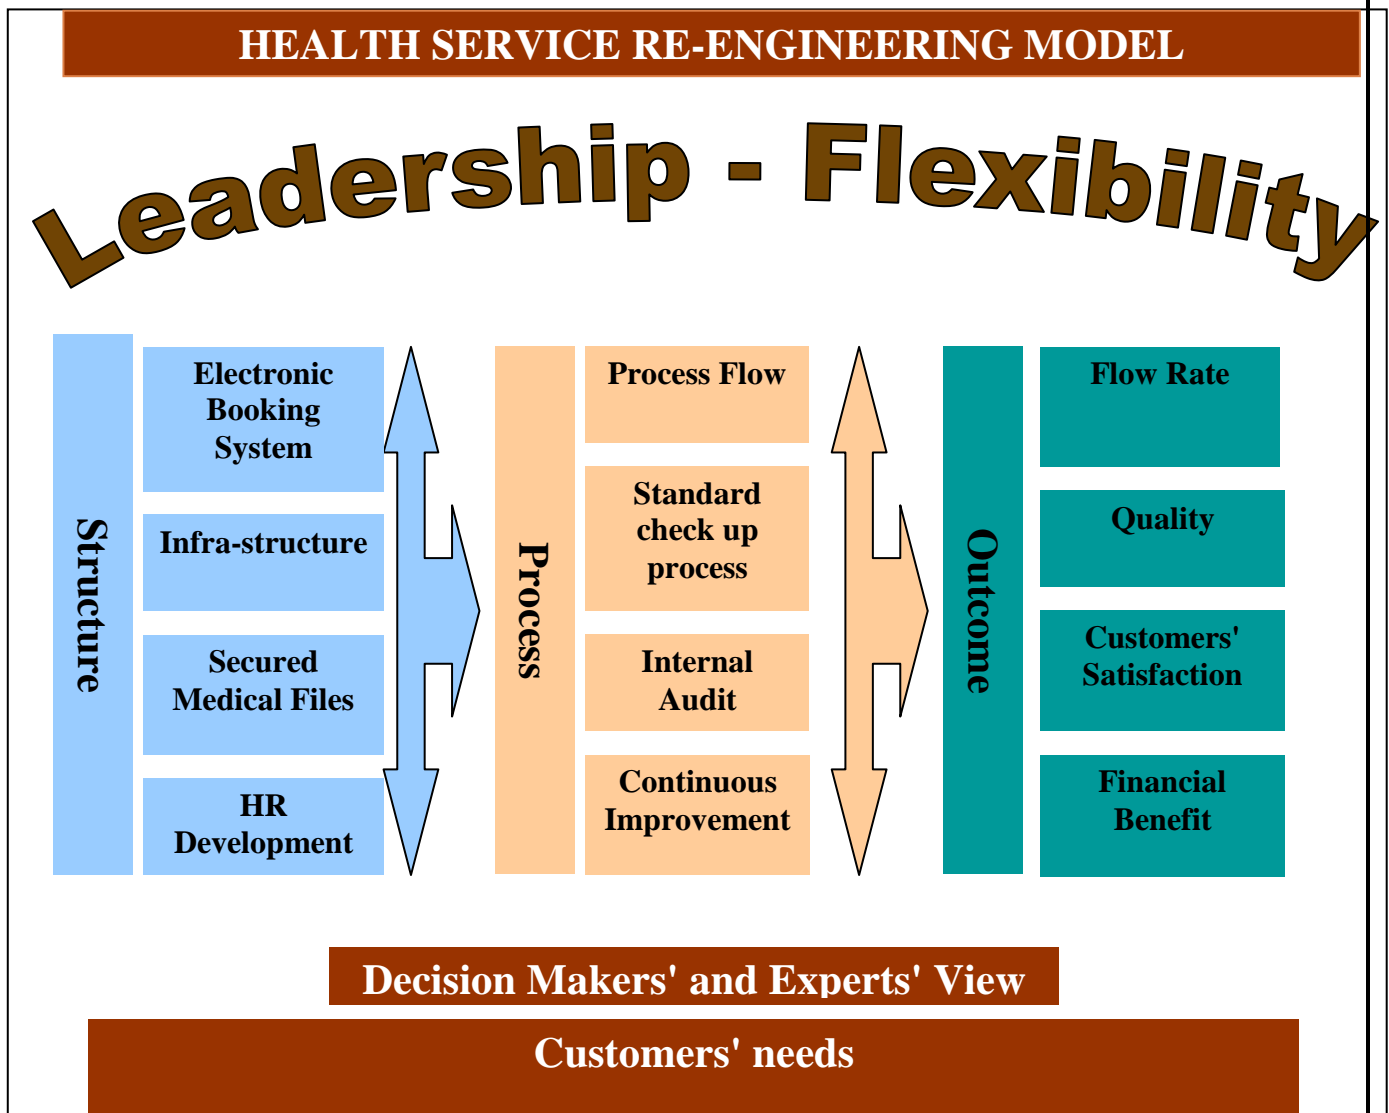 HEALTH SERVICE RE-ENGINEERING MODEL
Leadership - Flexibility
Structure
Electronic
Booking
System
Infra-structure
Secured
Medical Files
HR
Development
Process
Process Flow
Standard
check up
process
Internal
Audit
Continuous
Improvement
Outcome
Flow Rate
Quality
Customers'
Satisfaction
Financial
Benefit
Decision Makers' and Experts' View
Customers' needs